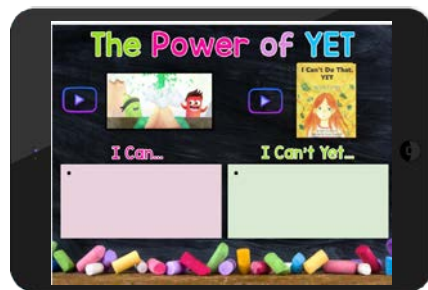 The Power of YET
I Can't Do That,
YET
I Can...
I Can't Yet...